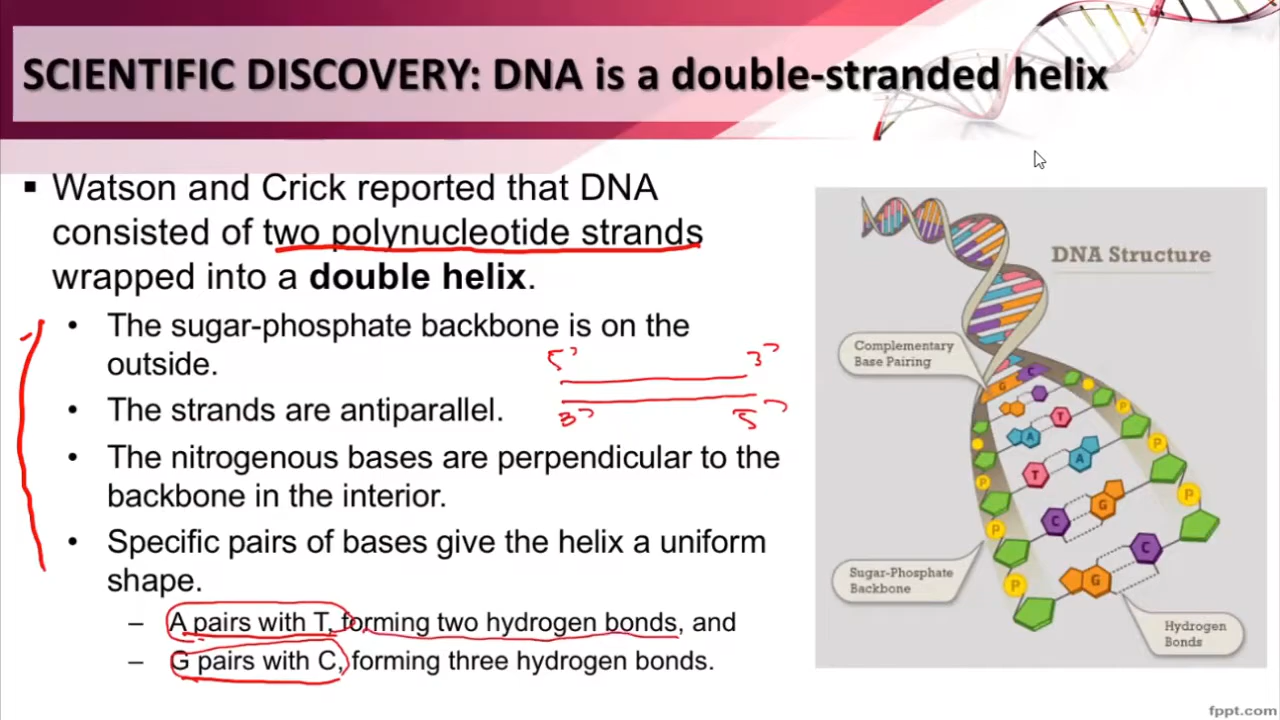 SCIENTIFIC DISCOVERY: DNA is a double-stranded helix
▪ Watson and Crick reported that DNA
consisted of two polynucleotide strands
wrapped into a double helix.
• The sugar-phosphate backbone is on the
outside.
5' 3'
• The strands are antiparallel.
3' 5'
• The nitrogenous bases are perpendicular to the
backbone in the interior.
• Specific pairs of bases give the helix a uniform
shape.
– A pairs with T, forming two hydrogen bonds, and
– G pairs with C, forming three hydrogen bonds.
DNA Structure
Complementary
Base Pairing
G C
P
T
A
P
P
A
T
P
P
G
C
P
C
P
G
Sugar-Phosphate
Backbone
Hydrogen
Bonds
fppt.com